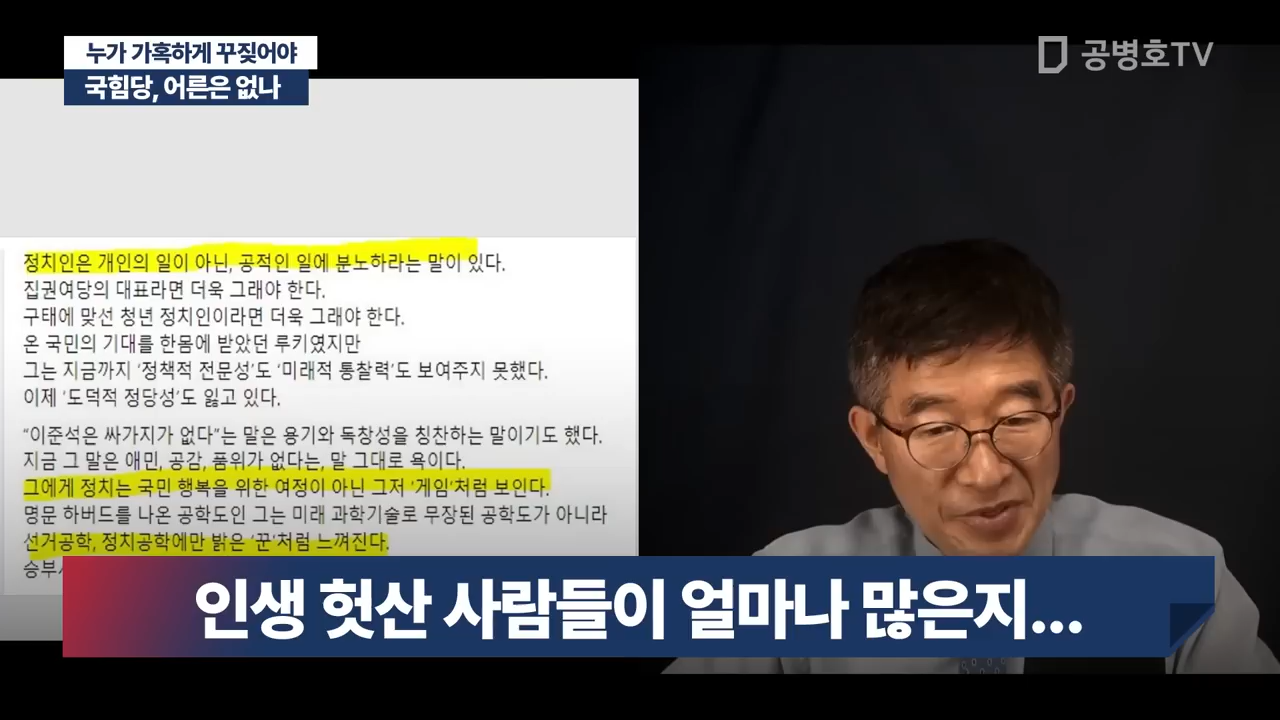 누가 가혹하게 꾸짖어야
국힘당, 어른은 없나
공병호TV
정치인은 개인의 일이 아닌, 공적인 일에 분노하라는 말이 있다.
집권여당의 대표라면 더욱 그래야 한다.
구태에 맞선 청년 정치인이라면 더욱 그래야 한다.
온 국민의 기대를 한몸에 받았던 루키였지만
그는 지금까지 '정책적 전문성'도 '미래적 통찰력'도 보여주지 못했다.
이제 '도덕적 정당성'도 잃고 있다.
“이준석은 싸가지가 없다”는 말은 용기와 독창성을 칭찬하는 말이기도 했다.
지금 그 말은 애민, 공감, 품위가 없다는, 말 그대로 욕이다.
그에게 정치는 국민 행복을 위한 여정이 아닌 그저 '게임'처럼 보인다.
명문 하버드를 나온 공학도인 그는 미래 과학기술로 무장된 공학도가 아니라
선거공학, 정치공학에만 밝은 '꾼'처럼 느껴진다.
승부
인생 헛산 사람들이 얼마나 많은지...